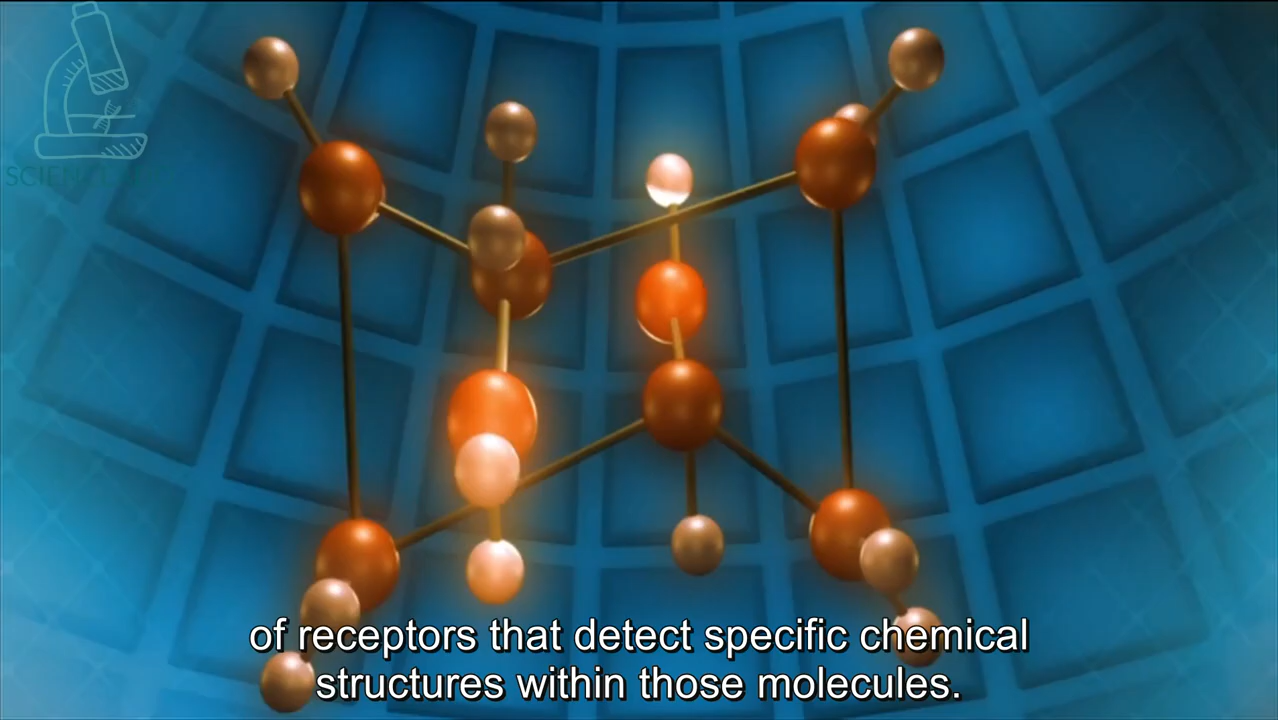 of receptors that detect specific chemical
structures within those molecules.